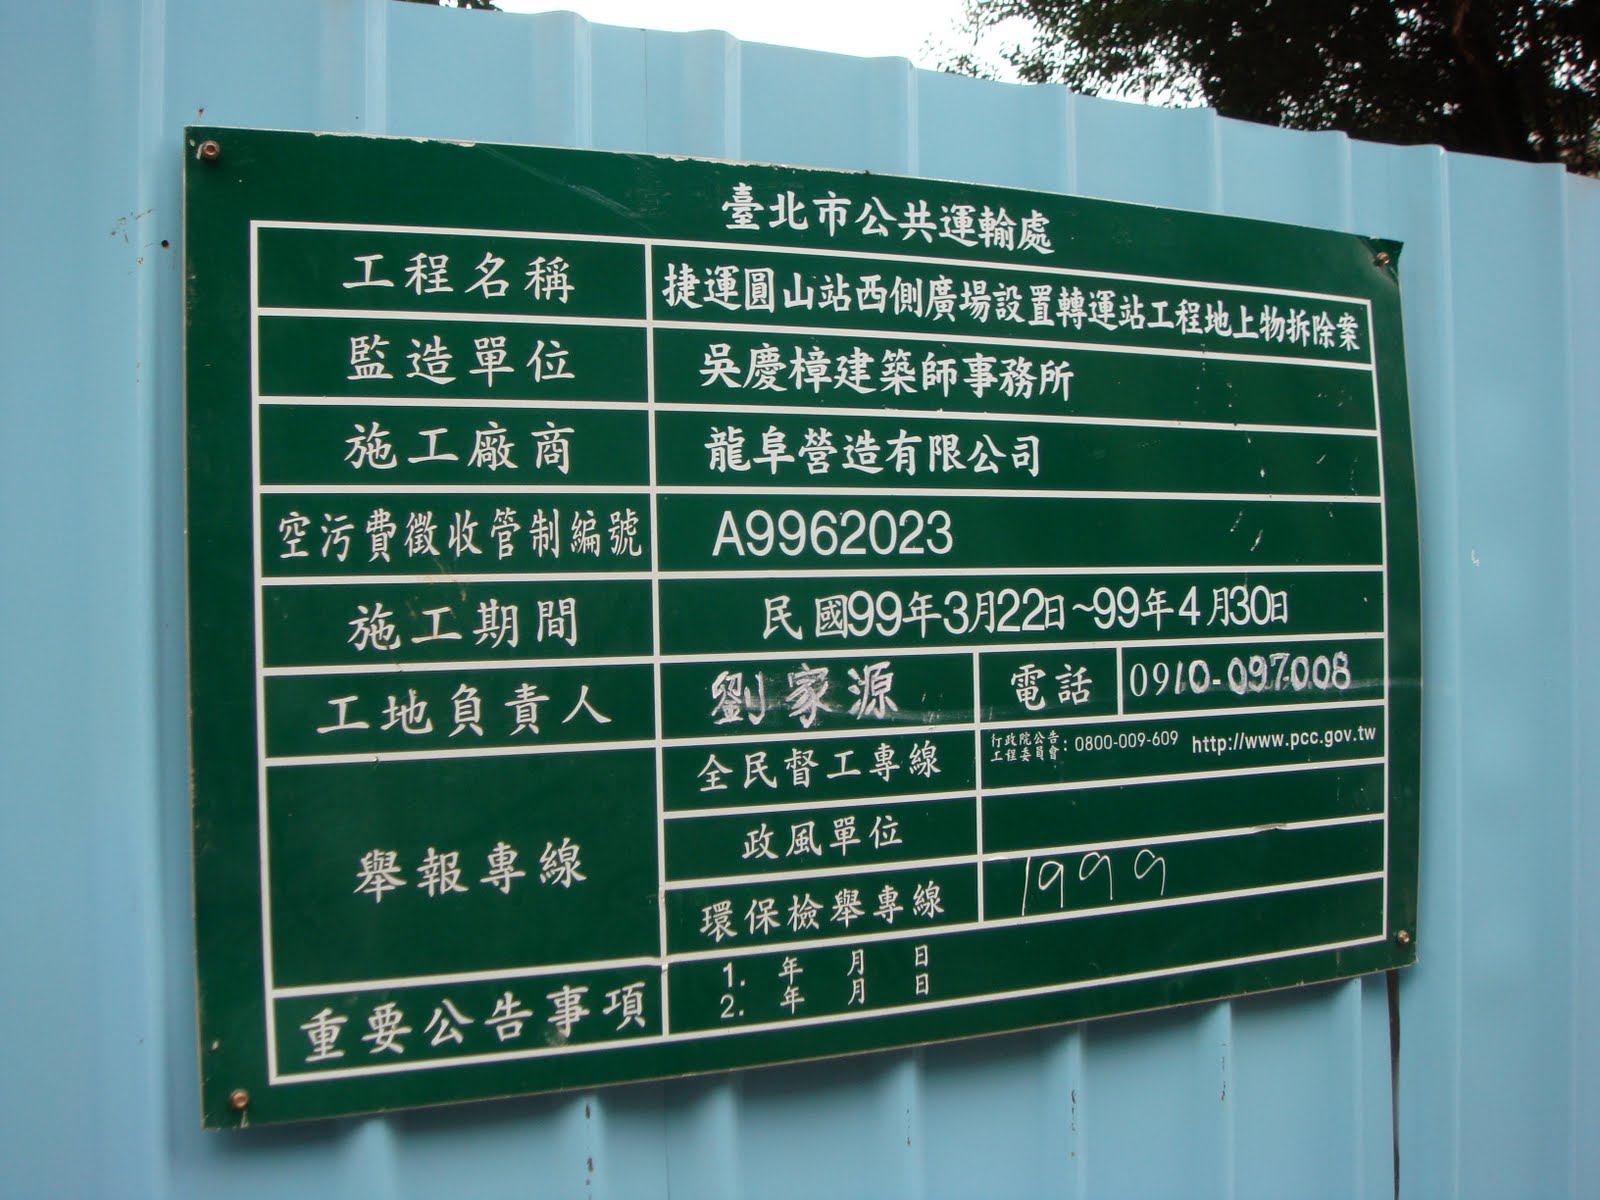 臺北市公共運輸處
工程名稱 捷運圓山站西側廣場設置轉運站工程地上物拆除案
監造單位 吳慶樟建築師事務所
施工廠商 龍阜營造有限公司
空污費徵收管制編號 A9962023
施工期間 民國99年3月22日~99年4月30日
工地負責人 劉家源 電話 0910-097-008
舉報專線
全民督工專線 行政院公告工程委員會: 0800-009-609 http://www.pcc.gov.tw
政風單位
環保檢舉專線 1999
重要公告事項
1. 年 月 日
2. 年 月 日